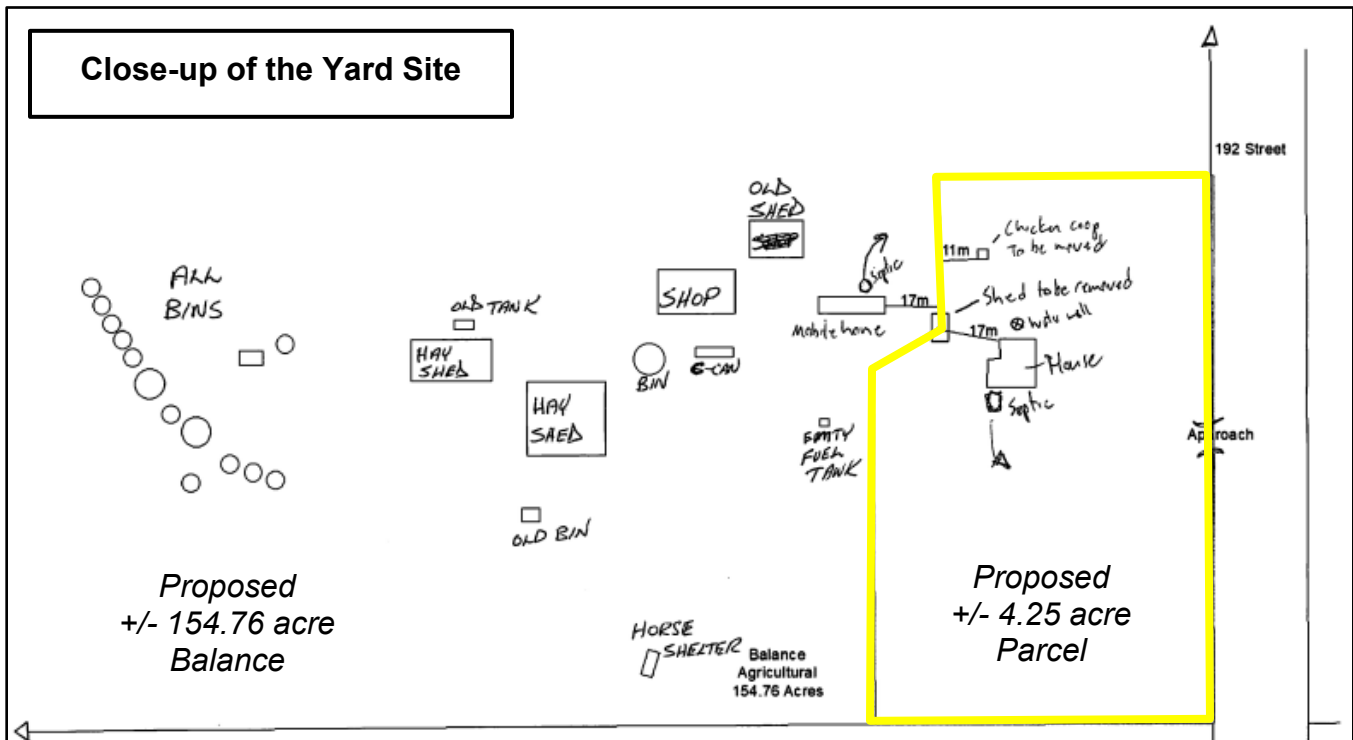 Close-up of the Yard Site
192 Street
OLD
SHED
11m
Chicken coop
To be moved
Septic
ALL
BINS
SHOP
17m
Shed to be removed
OLD TANK
Mobile home
17m
water well
HAY
SHED
BIN
C-CAN
House
HAY
SHED
Septic
EMTY
FUEL
TANK
Approach
OLD BIN
Proposed
+/- 154.76 acre
Balance
Proposed
+/- 4.25 acre
Parcel
HORSE
SHELTER
Balance
Agricultural
154.76 Acres